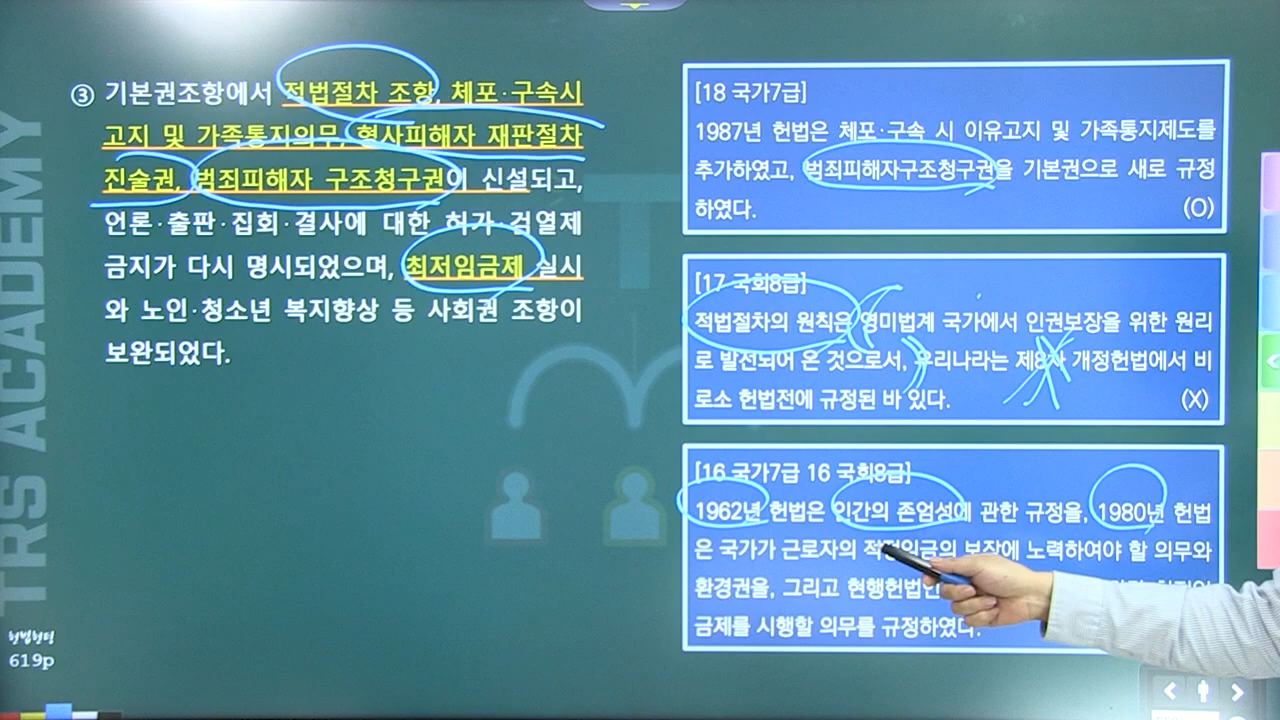 TRS ACADEMY
③ 기본권조항에서 적법절차 조항, 체포·구속시
고지 및 가족통지의무, 형사피해자 재판절차
진술권, 범죄피해자 구조청구권이 신설되고,
언론·출판·집회·결사에 대한 허가·검열제
금지가 다시 명시되었으며, 최저임금제 실시
와 노인·청소년 복지향상 등 사회권 조항이
보완되었다.
619p
[18 국가7급]
1987년 헌법은 체포·구속 시 이유고지 및 가족통지제도를
추가하였고, 범죄피해자구조청구권을 기본권으로 새로 규정
하였다. (O)
[17 국회8급]
적법절차의 원칙은 영미법계 국가에서 인권보장을 위한 원리
로 발전되어 온 것으로서, 우리나라는 제8차 개정헌법에서 비
로소 헌법전에 규정된 바 있다. (X)
[16 국가7급 16 국회8급]
1962년 헌법은 인간의 존엄성에 관한 규정을, 1980년 헌법
은 국가가 근로자의 적정임금의 보장에 노력하여야 할 의무와
환경권을, 그리고 현행헌법은
금제를 시행할 의무를 규정하였다.